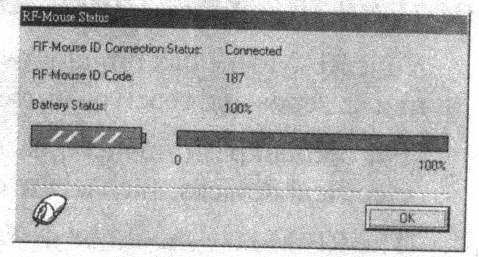 RF-Mouse Status
RF-Mouse ID Connection Status: Connected
RF-Mouse ID Code: 187
Battery Status: 100%
0 100%
OK